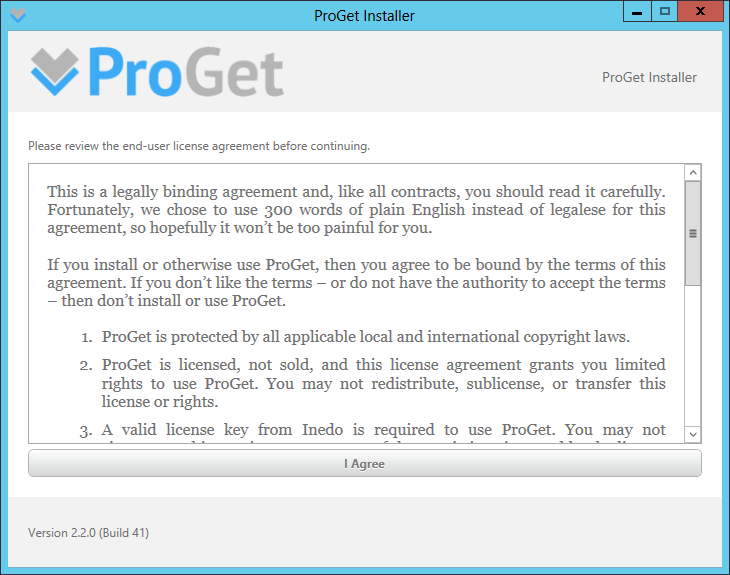 ProGet Installer
ProGet
ProGet Installer
Please review the end-user license agreement before continuing.
This is a legally binding agreement and, like all contracts, you should read it carefully.
Fortunately, we chose to use 300 words of plain English instead of legalese for this
agreement, so hopefully it won’t be too painful for you.
If you install or otherwise use ProGet, then you agree to be bound by the terms of this
agreement. If you don’t like the terms – or do not have the authority to accept the terms
– then don’t install or use ProGet.
1. ProGet is protected by all applicable local and international copyright laws.
2. ProGet is licensed, not sold, and this license agreement grants you limited
rights to use ProGet. You may not redistribute, sublicense, or transfer this
license or rights.
3. A valid license key from Inedo is required to use ProGet. You may not
I Agree
Version 2.2.0 (Build 41)